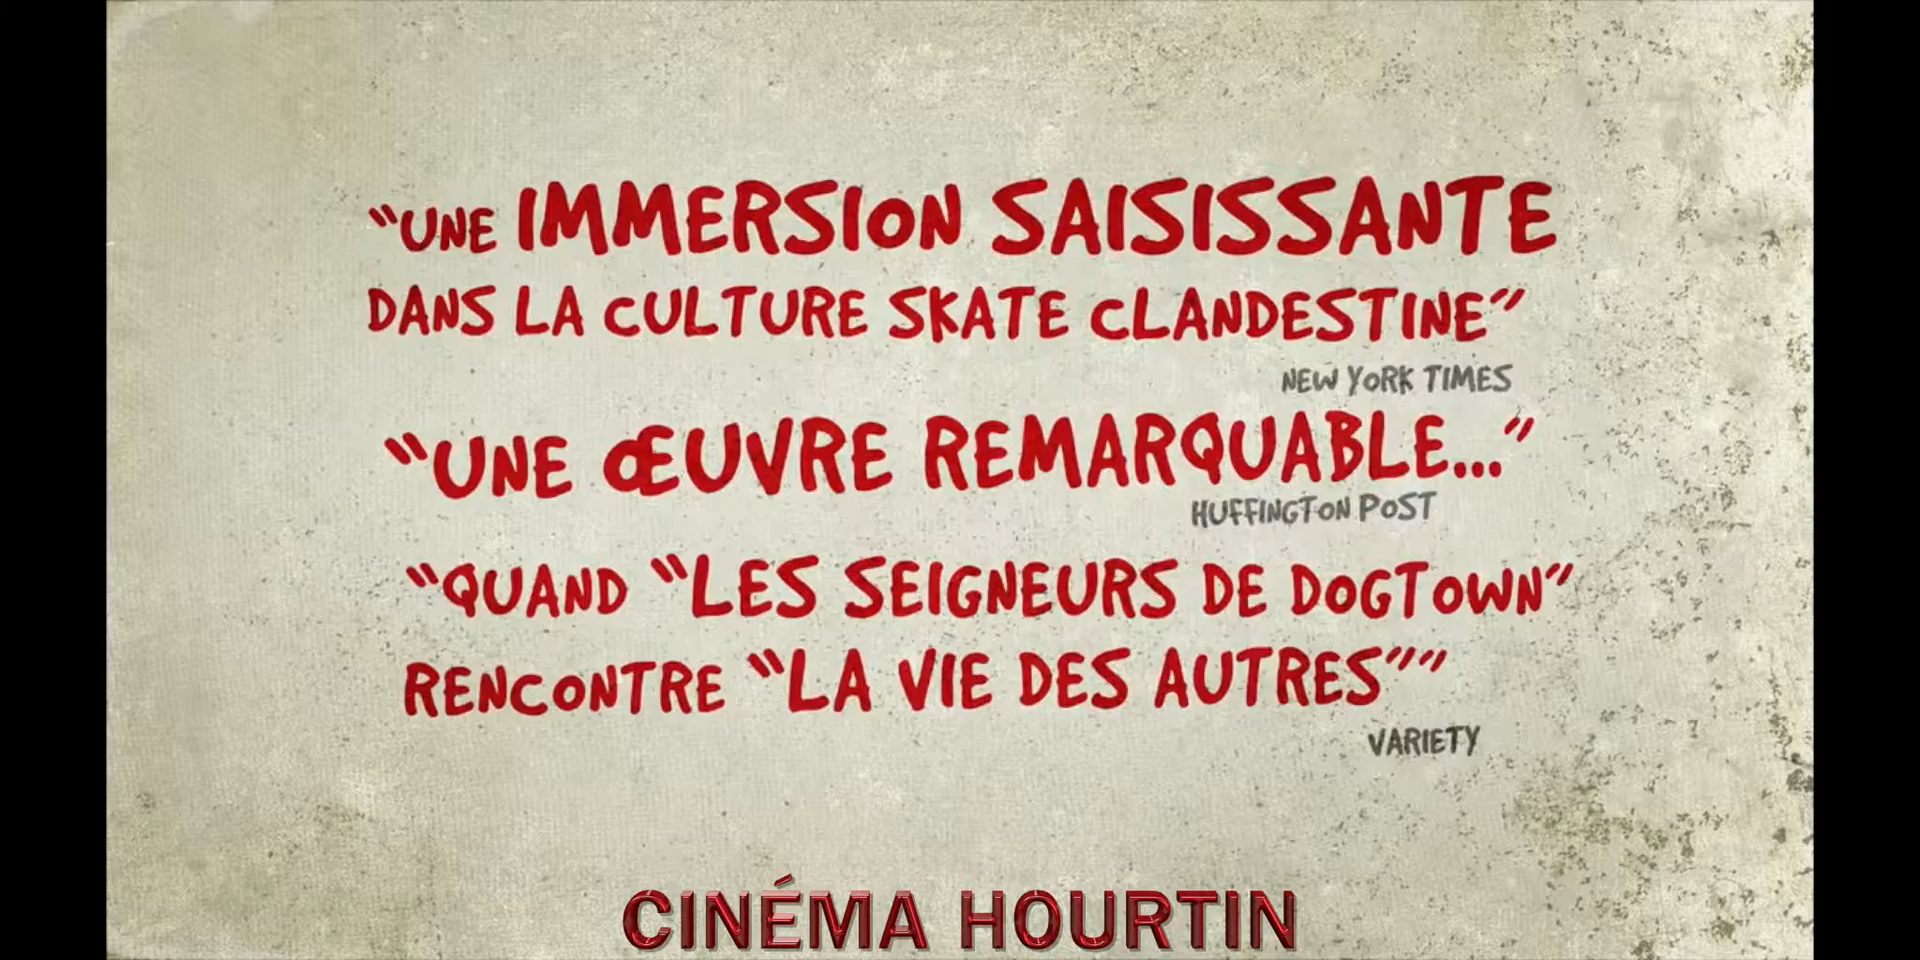 “UNE IMMERSION SAISISSANTE
DANS LA CULTURE SKATE CLANDESTINE”
NEW YORK TIMES
“UNE ŒUVRE REMARQUABLE...”
HUFFINGTON POST
“QUAND “LES SEIGNEURS DE DOGTOWN”
RENCONTRE “LA VIE DES AUTRES””
VARIETY
CINÉMA HOURTIN